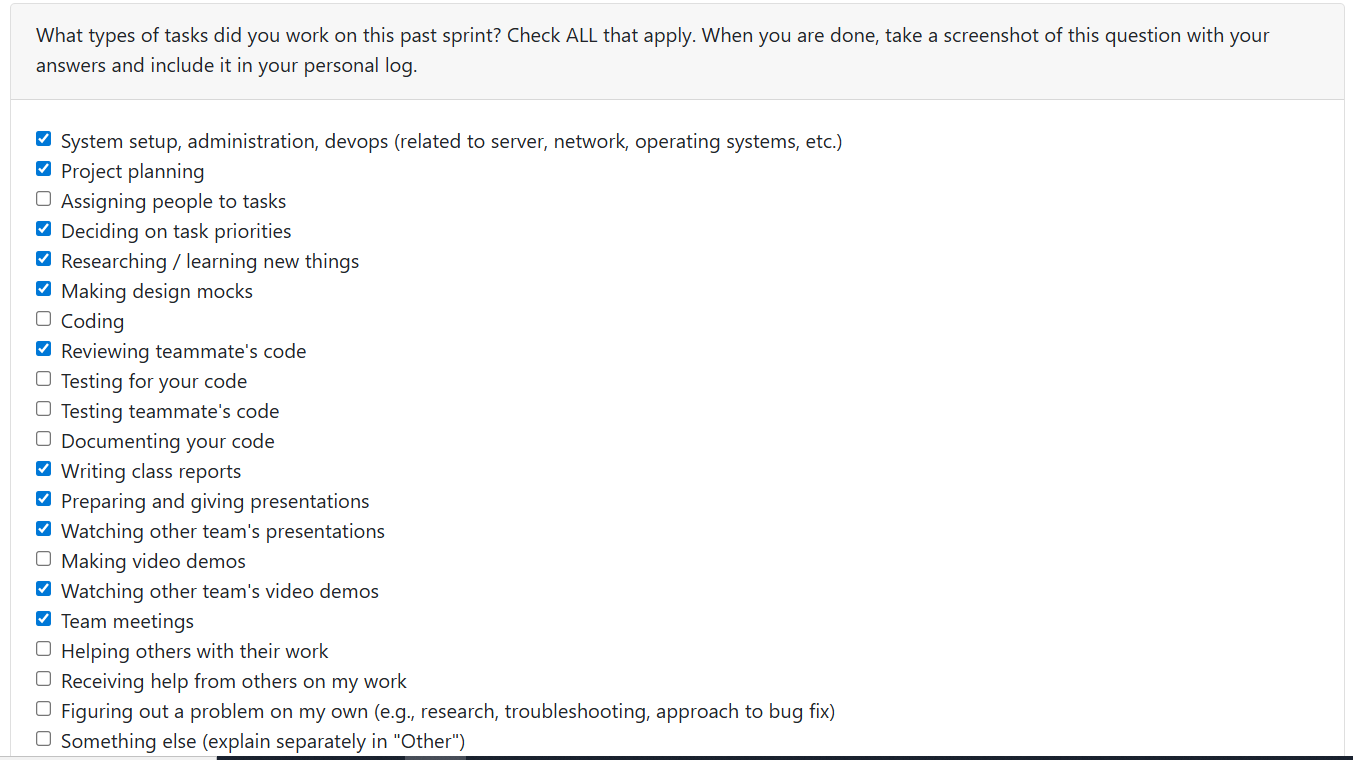 What types of tasks did you work on this past sprint? Check ALL that apply. When you are done, take a screenshot of this question with your
answers and include it in your personal log.
System setup, administration, devops (related to server, network, operating systems, etc.)
Project planning
Assigning people to tasks
Deciding on task priorities
Researching / learning new things
Making design mocks
Coding
Reviewing teammate's code
Testing for your code
Testing teammate's code
Documenting your code
Writing class reports
Preparing and giving presentations
Watching other team's presentations
Making video demos
Watching other team's video demos
Team meetings
Helping others with their work
Receiving help from others on my work
Figuring out a problem on my own (e.g., research, troubleshooting, approach to bug fix)
Something else (explain separately in "Other")